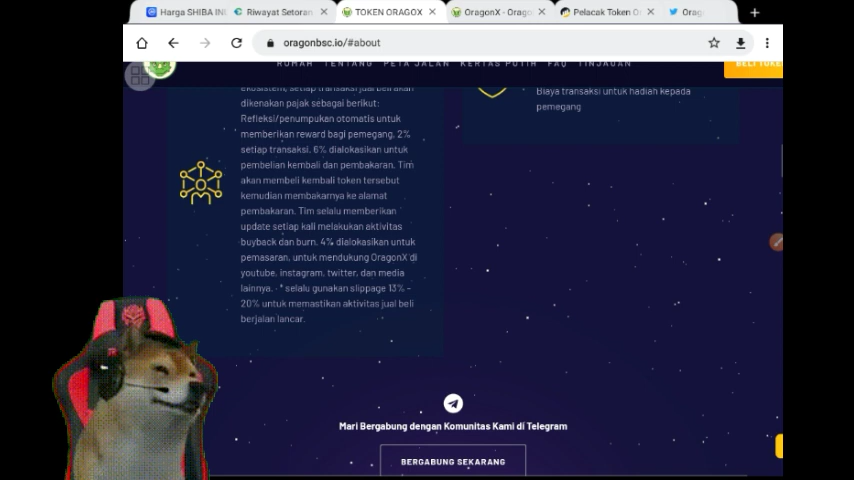 Harga SHIBA INU
Riwayat Setoran
TOKEN ORAGOX
OragonX - Orago
Pelacak Token O
Orag
oragonbsc.io/#about
RUMAH TENTANG PETA JALAN KERTAS PUTIH FAQ TINJAUAN
BELI TOKEN
ekosistem, setiap transaksi jual beli akan
dikenakan pajak sebagai berikut:
Refleksi/penumpukan otomatis untuk
memberikan reward bagi pemegang, 2%
setiap transaksi. 6% dialokasikan untuk
pembelian kembali dan pembakaran. Tim
akan membeli kembali token tersebut
kemudian membakarnya ke alamat
pembakaran. Tim selalu memberikan
update setiap kali melakukan aktivitas
buyback dan burn. 4% dialokasikan untuk
pemasaran, untuk mendukung OragonX di
youtube, instagram, twitter, dan media
lainnya. · * selalu gunakan slippage 13% -
20% untuk memastikan aktivitas jual beli
berjalan lancar.
Biaya transaksi untuk hadiah kepada
pemegang
Mari Bergabung dengan Komunitas Kami di Telegram
BERGABUNG SEKARANG